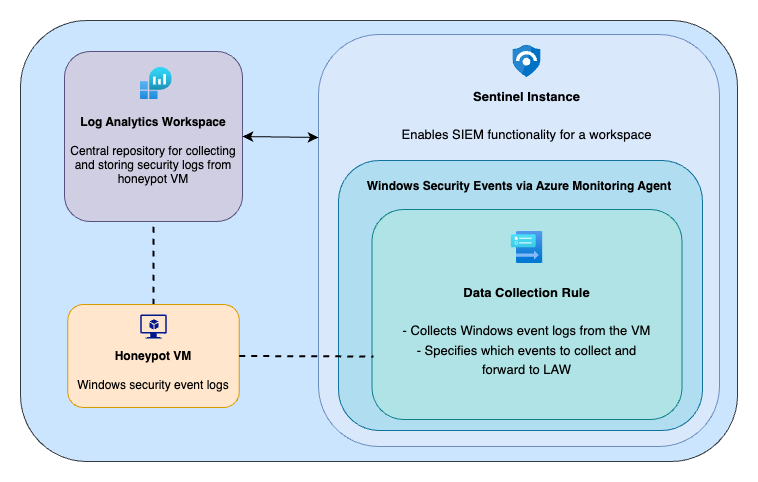 Log Analytics Workspace
Central repository for collecting
and storing security logs from
honeypot VM
Sentinel Instance
Enables SIEM functionality for a workspace
Windows Security Events via Azure Monitoring Agent
Data Collection Rule
- Collects Windows event logs from the VM
- Specifies which events to collect and
forward to LAW
Honeypot VM
Windows security event logs